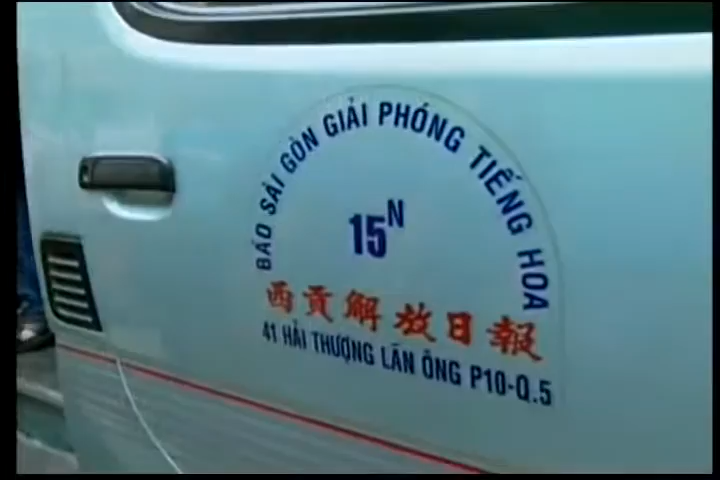 BÁO SÀI GÒN GIẢI PHÓNG TIẾNG HOA
15N
西貢解放日報
41 HẢI THƯỢNG LÃN ÔNG P10-Q.5